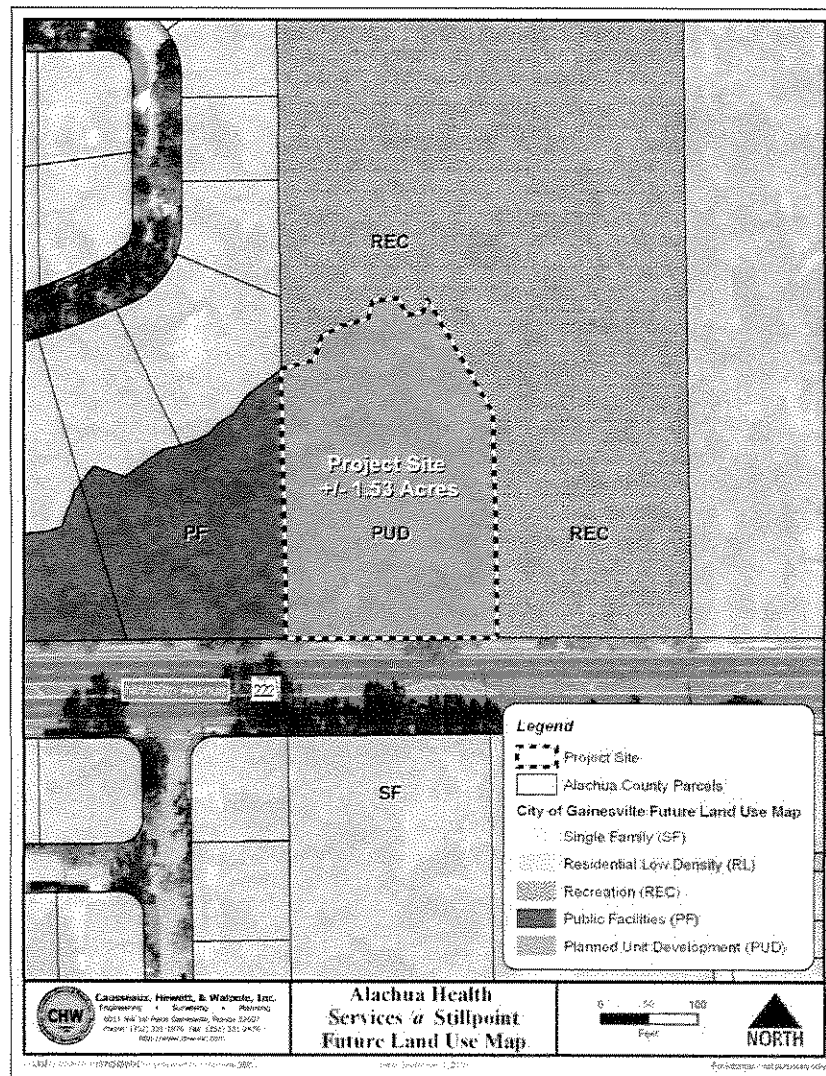 REC
Project Site
+/- 1.53 Acres
PF
PUD
REC
222
SF
Legend
Project Site
Alachua County Parcels
City of Gainesville Future Land Use Map
Single Family (SF)
Residential Low Density (RL)
Recreation (REC)
Public Facilities (PF)
Planned Unit Development (PUD)
CHW
Causseaux, Hewett, & Walpole, Inc.
Engineering • Surveying • Planning
Alachua Health
Services @ Stillpoint
Future Land Use Map
0 50 100
Feet
NORTH